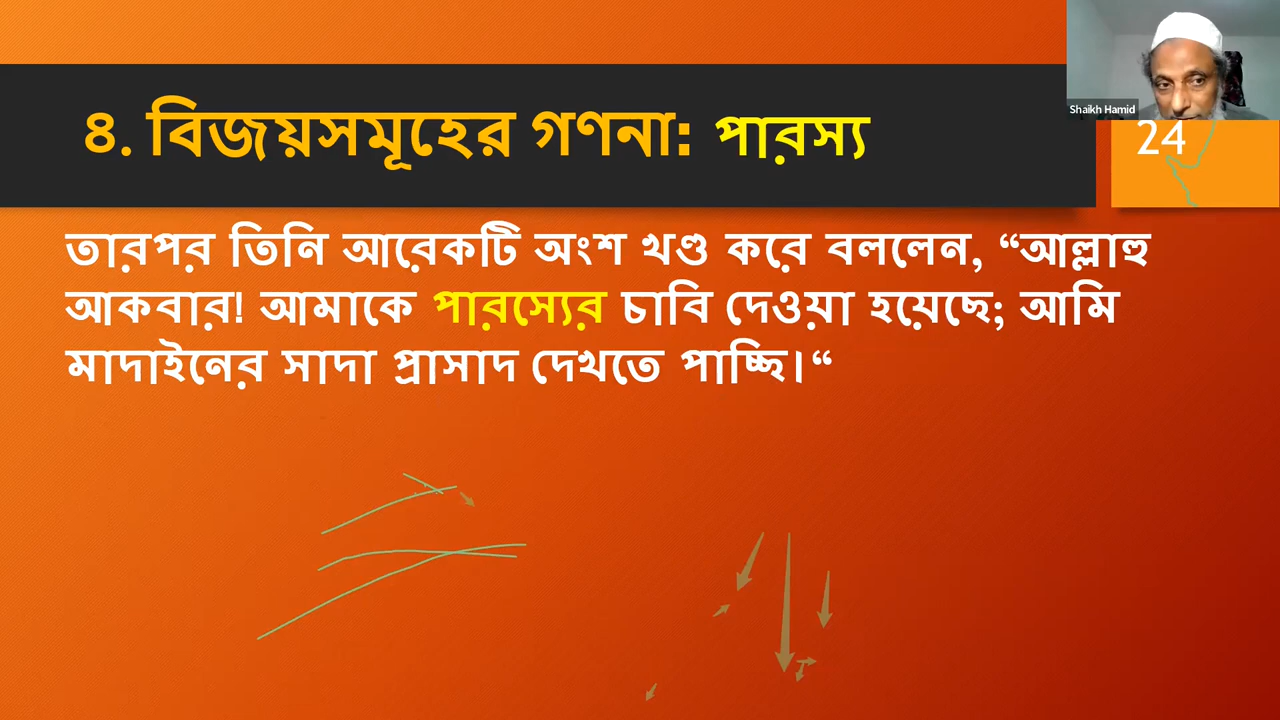 Shaikh Hamid
৪. বিজয়সমূহের গণনা: পারস্য
24
তারপর তিনি আরেকটি অংশ খণ্ড করে বললেন, “আল্লাহু
আকবার! আমাকে পারস্যের চাবি দেওয়া হয়েছে; আমি
মাদাইনের সাদা প্রাসাদ দেখতে পাচ্ছি।“